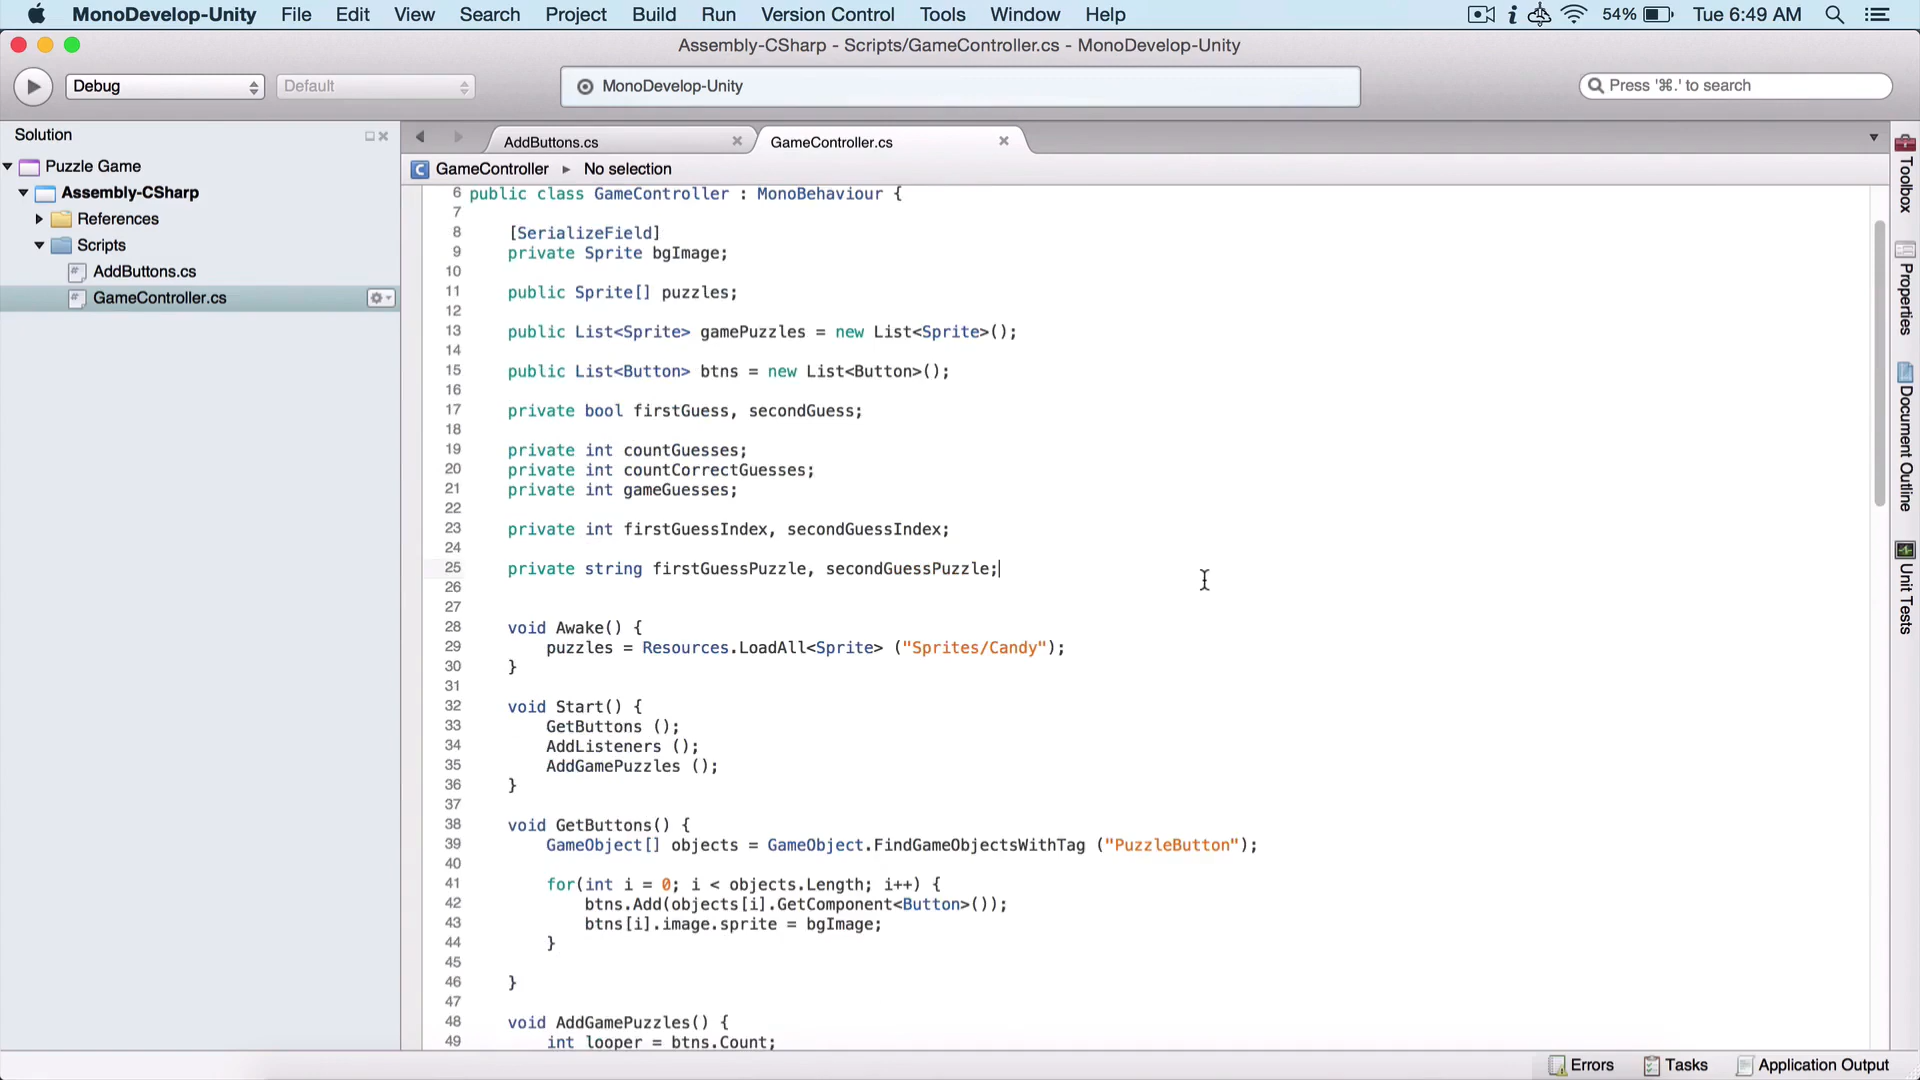 MonoDevelop-Unity File Edit View Search Project Build Run Version Control Tools Window Help 54% Tue 6:49 AM
Assembly-CSharp - Scripts/GameController.cs - MonoDevelop-Unity
Debug Default MonoDevelop-Unity Press '⌘.' to search
Solution
Puzzle Game
Assembly-CSharp
References
Scripts
AddButtons.cs
GameController.cs
AddButtons.cs GameController.cs
GameController ▸ No selection
6 public class GameController : MonoBehaviour {
7
8 [SerializeField]
9 private Sprite bgImage;
10
11 public Sprite[] puzzles;
12
13 public List<Sprite> gamePuzzles = new List<Sprite>();
14
15 public List<Button> btns = new List<Button>();
16
17 private bool firstGuess, secondGuess;
18
19 private int countGuesses;
20 private int countCorrectGuesses;
21 private int gameGuesses;
22
23 private int firstGuessIndex, secondGuessIndex;
24
25 private string firstGuessPuzzle, secondGuessPuzzle;
26
27
28 void Awake() {
29 puzzles = Resources.LoadAll<Sprite> ("Sprites/Candy");
30 }
31
32 void Start() {
33 GetButtons ();
34 AddListeners ();
35 AddGamePuzzles ();
36 }
37
38 void GetButtons() {
39 GameObject[] objects = GameObject.FindGameObjectsWithTag ("PuzzleButton");
40
41 for(int i = 0; i < objects.Length; i++) {
42 btns.Add(objects[i].GetComponent<Button>());
43 btns[i].image.sprite = bgImage;
44 }
45
46 }
47
48 void AddGamePuzzles() {
49 int looper = btns.Count;
Toolbox
Properties
Document Outline
Unit Tests
Errors Tasks Application Output